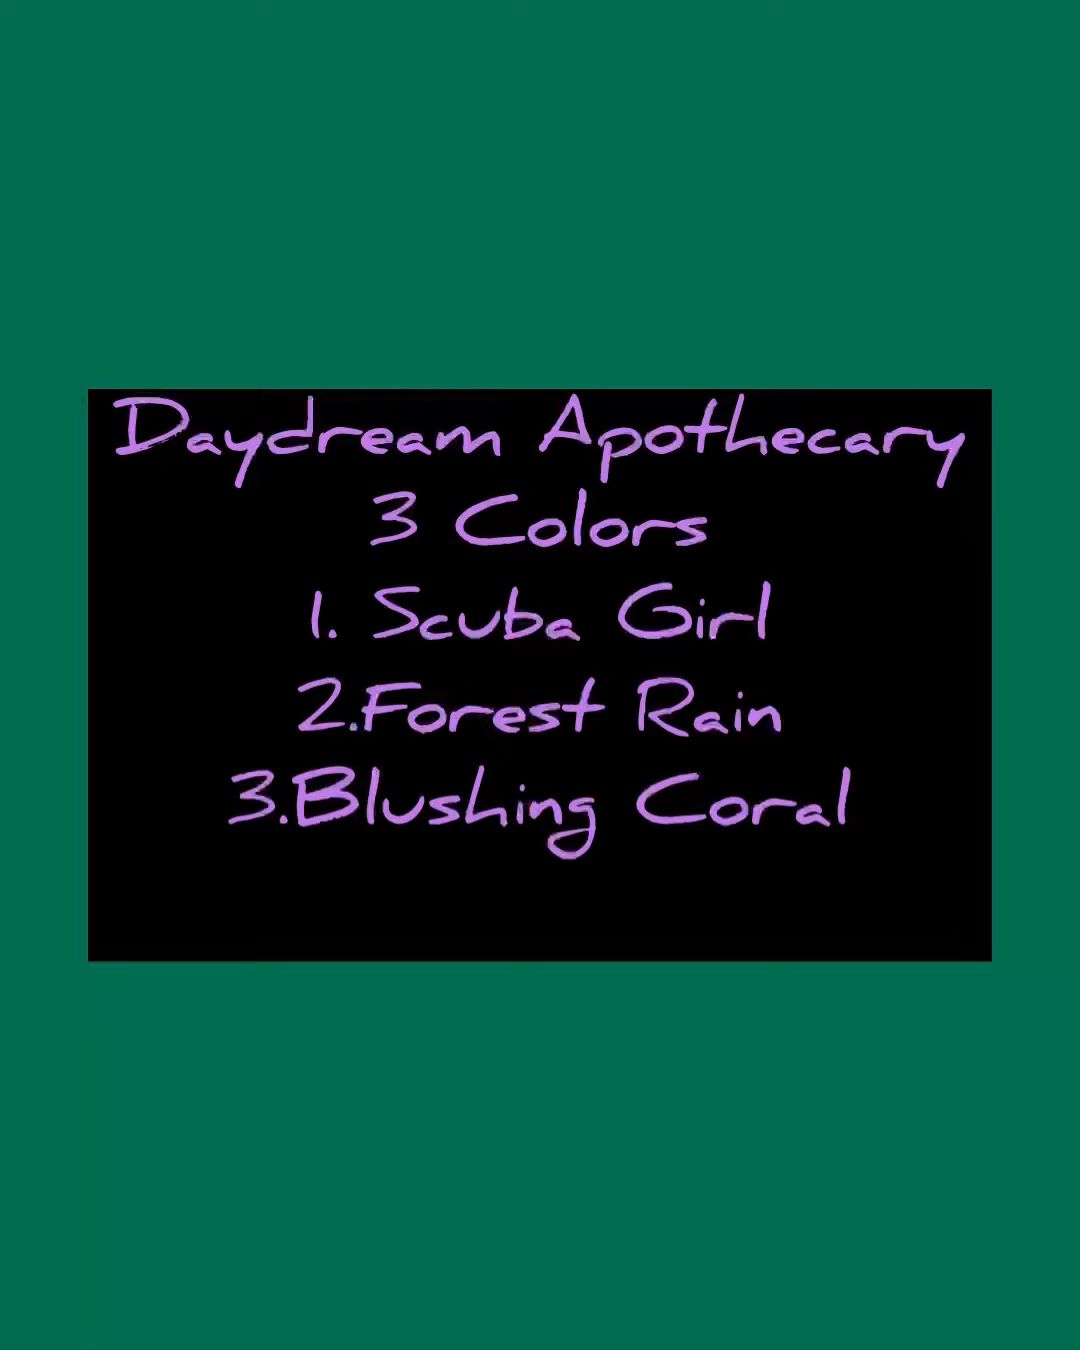 Daydream Apothecary
3 Colors
1. Scuba Girl
2.Forest Rain
3.Blushing Coral